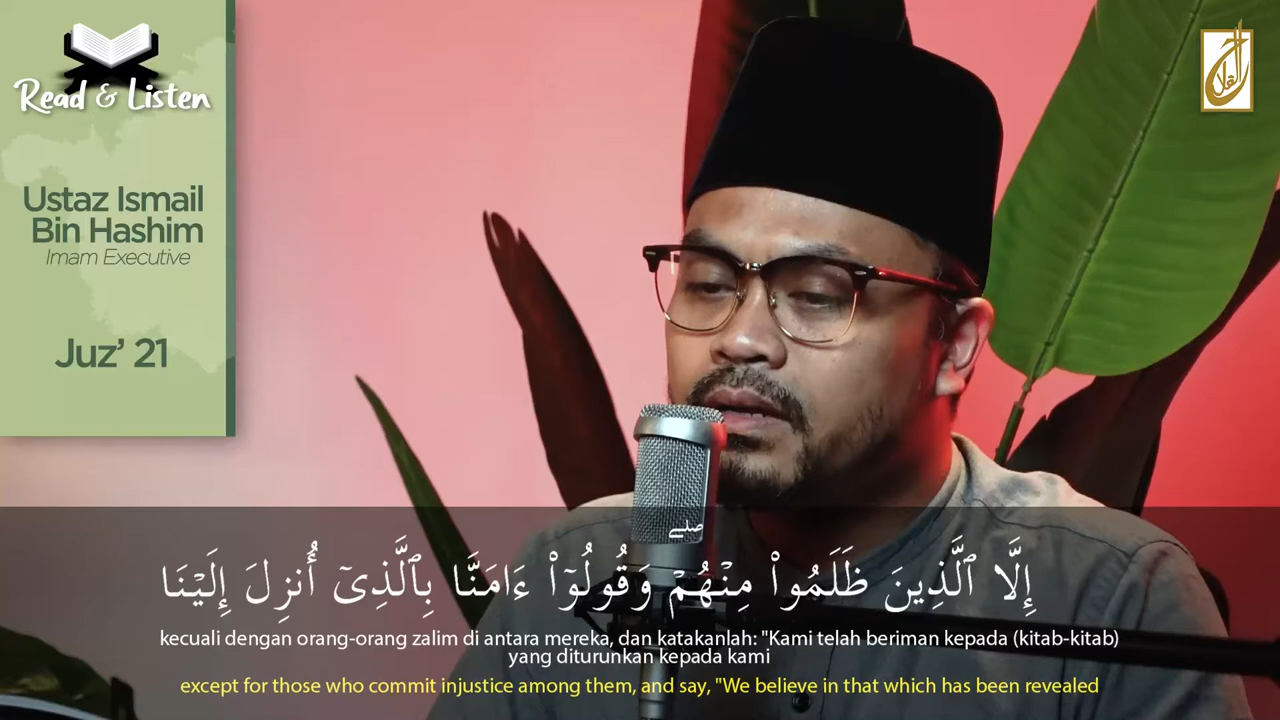 Read & Listen
Ustaz Ismail
Bin Hashim
Imam Executive
Juz’ 21
إِلَّا ٱلَّذِينَ ظَلَمُوا۟ مِنْهُمْ ۖ وَقُولُوٓا۟ ءَامَنَّا بِٱلَّذِىٓ أُنزِلَ إِلَيْنَا
kecuali dengan orang-orang zalim di antara mereka, dan katakanlah: "Kami telah beriman kepada (kitab-kitab)
yang diturunkan kepada kami
except for those who commit injustice among them, and say, "We believe in that which has been revealed